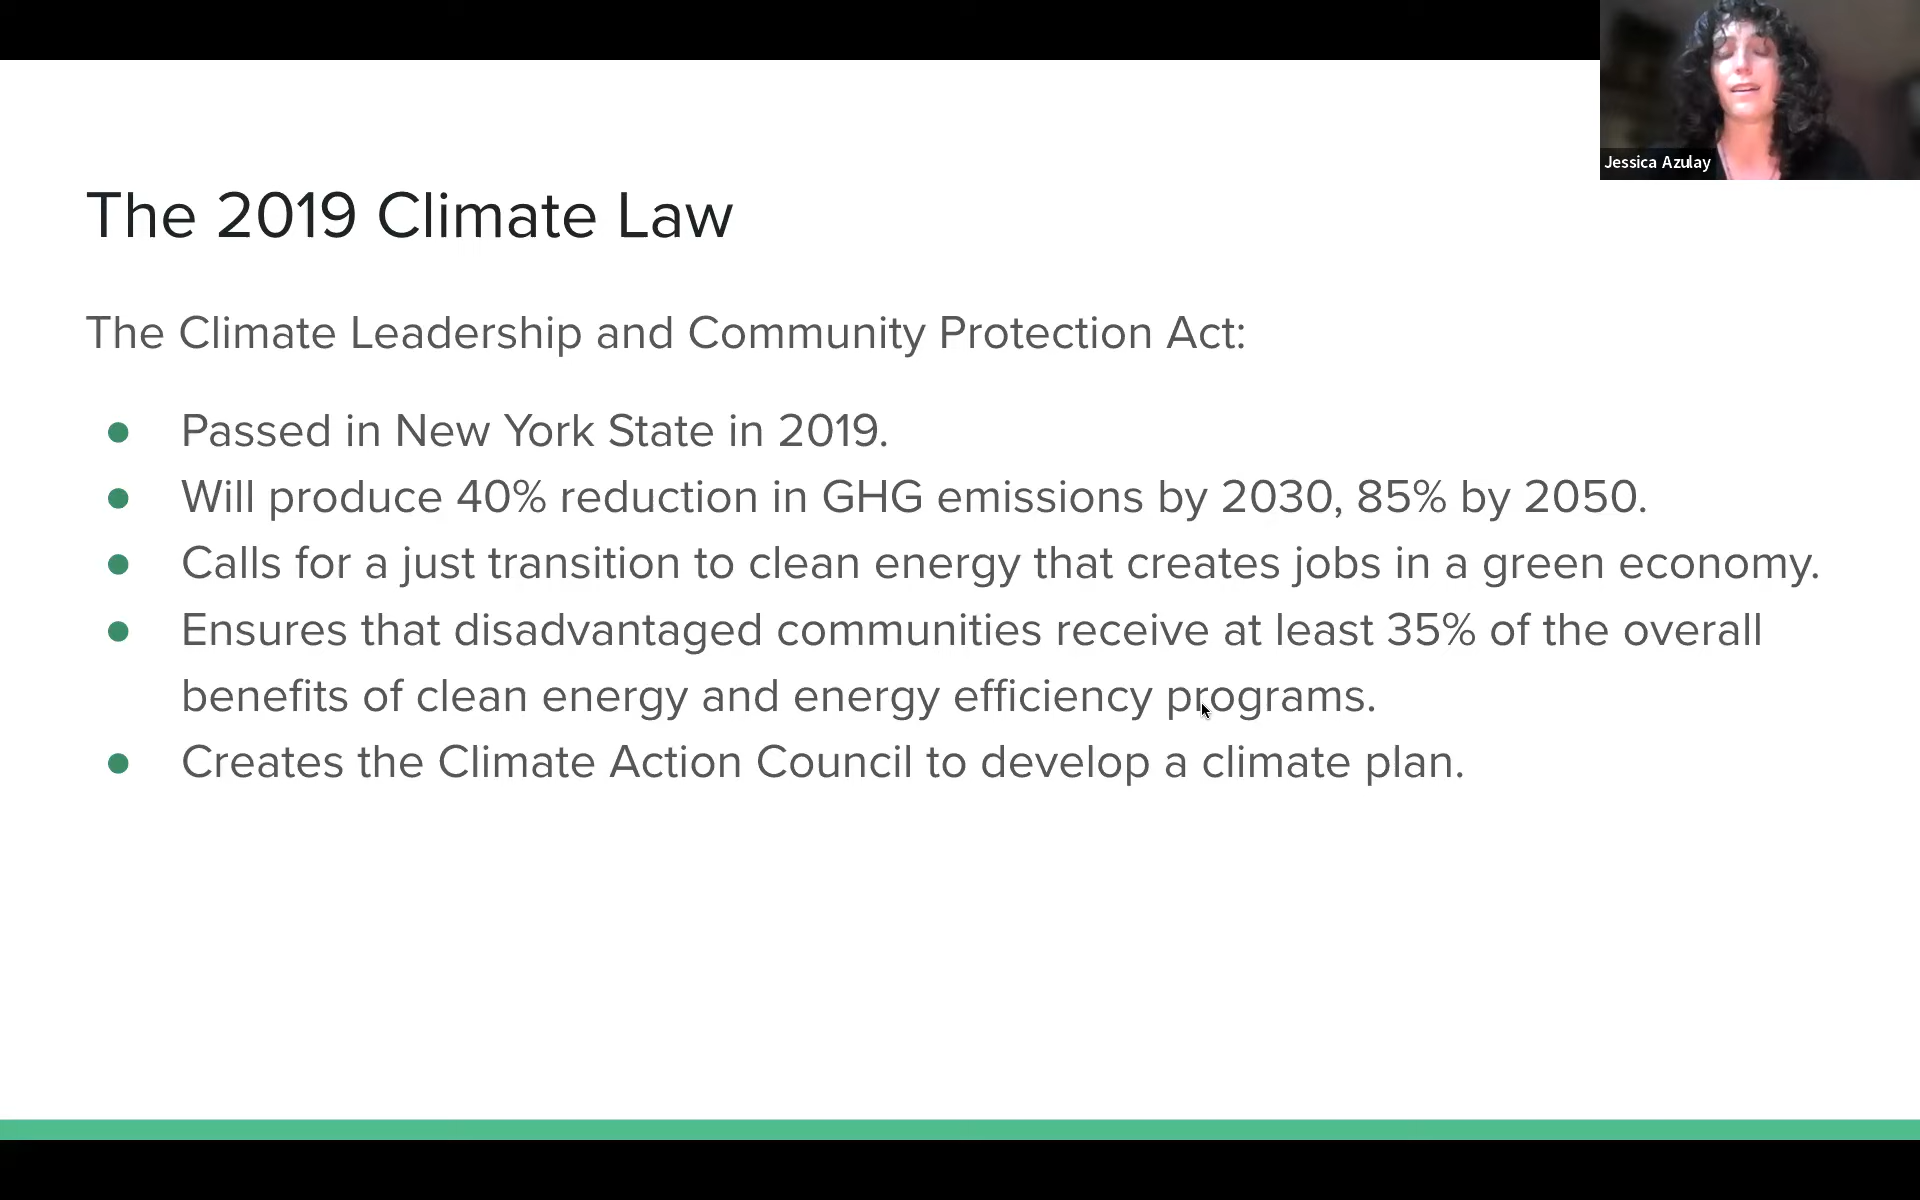 Jessica Azulay
The 2019 Climate Law
The Climate Leadership and Community Protection Act:
● Passed in New York State in 2019.
● Will produce 40% reduction in GHG emissions by 2030, 85% by 2050.
● Calls for a just transition to clean energy that creates jobs in a green economy.
● Ensures that disadvantaged communities receive at least 35% of the overall
benefits of clean energy and energy efficiency programs.
● Creates the Climate Action Council to develop a climate plan.